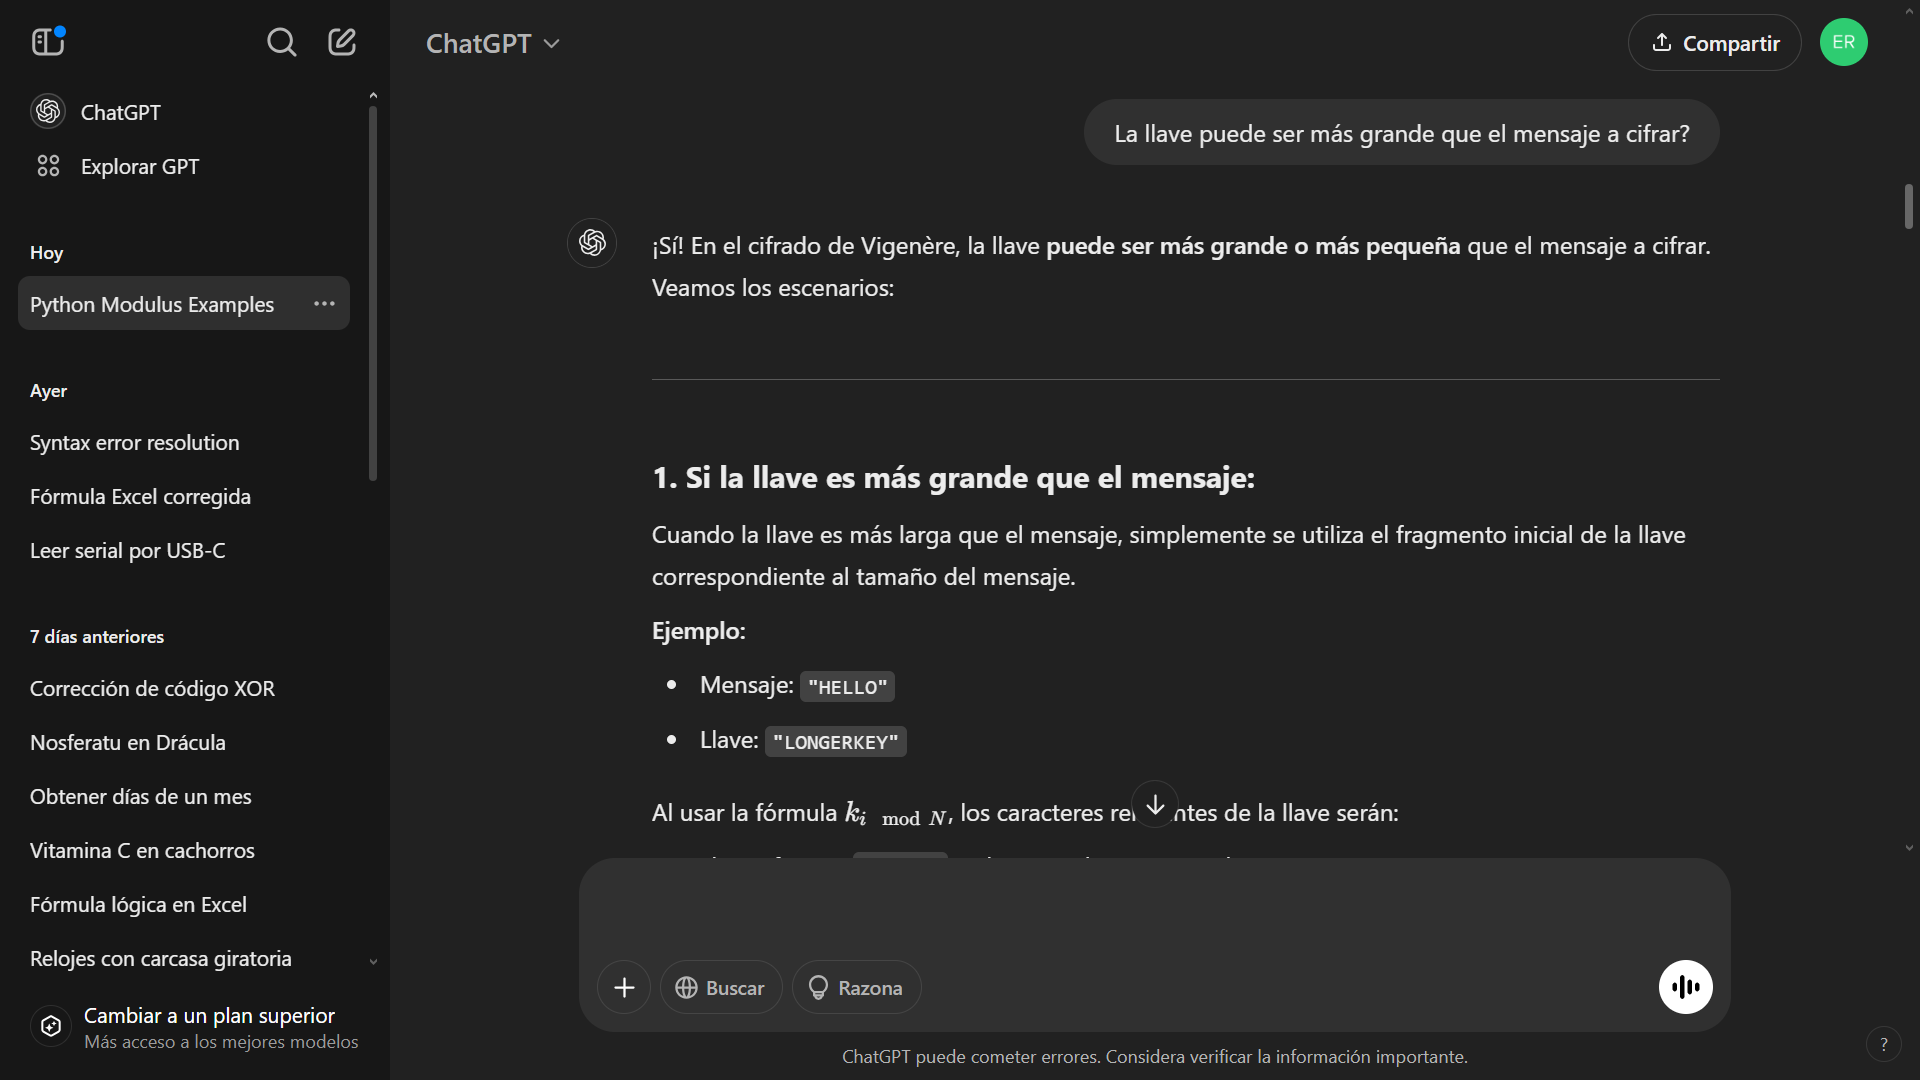 ChatGPT
Explorar GPT
Hoy
Python Modulus Examples
Ayer
Syntax error resolution
Fórmula Excel corregida
Leer serial por USB-C
7 días anteriores
Corrección de código XOR
Nosferatu en Drácula
Obtener días de un mes
Vitamina C en cachorros
Fórmula lógica en Excel
Relojes con carcasa giratoria
Cambiar a un plan superior
Más acceso a los mejores modelos
ChatGPT
Compartir
ER
La llave puede ser más grande que el mensaje a cifrar?
¡Sí! En el cifrado de Vigenère, la llave puede ser más grande o más pequeña que el mensaje a cifrar.
Veamos los escenarios:
1. Si la llave es más grande que el mensaje:
Cuando la llave es más larga que el mensaje, simplemente se utiliza el fragmento inicial de la llave
correspondiente al tamaño del mensaje.
Ejemplo:
• Mensaje: "HELLO"
• Llave: "LONGERKEY"
Al usar la fórmula k_i mod N, los caracteres de la llave serán:
Buscar
Razona
ChatGPT puede cometer errores. Considera verificar la información importante.
?